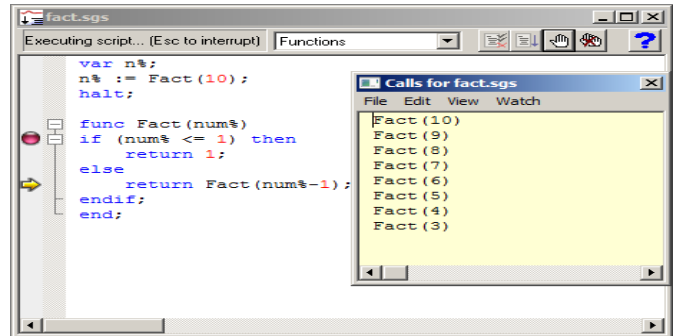 fact.sgs
Executing script... (Esc to interrupt) Functions
var n%;
n% := Fact(10);
halt;
func Fact(num%)
if (num% <= 1) then
return 1;
else
return Fact(num%-1);
endif;
end;
Calls for fact.sgs
File Edit View Watch
Fact(10)
Fact(9)
Fact(8)
Fact(7)
Fact(6)
Fact(5)
Fact(4)
Fact(3)